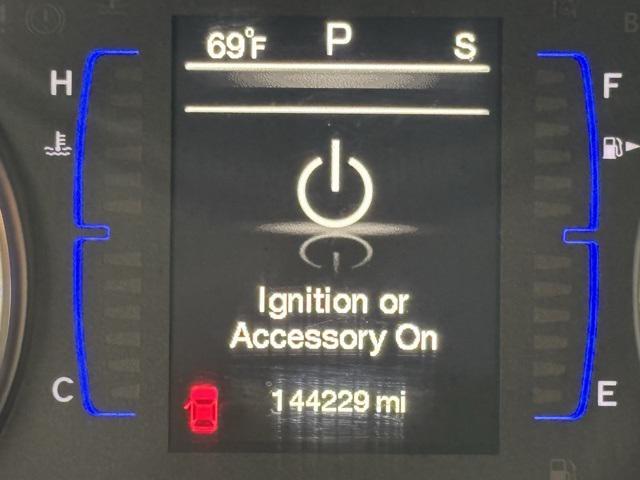 69°F P S
H F
Ignition or
Accessory On
C E
144229 mi